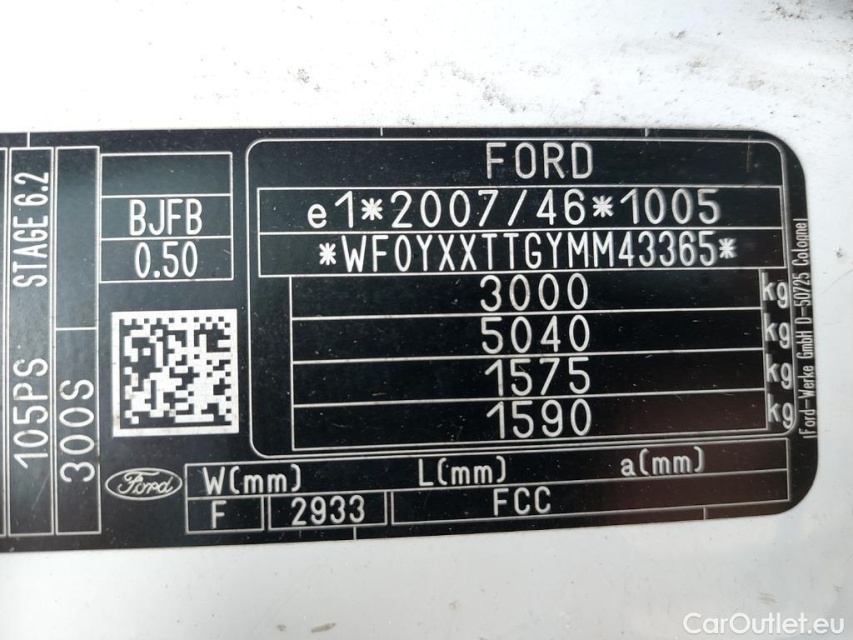 FORD
e1*2007/46*1005
*WF0YXXTTGYMM43365*
3000 kg
5040 kg
1575 kg
1590 kg
BJFB
0.50
STAGE 6.2
105PS
300S
Ford
W(mm) L(mm) a(mm)
F 2933 FCC
Ford-Werke GmbH D-50725 Cologne
CarOutlet.eu